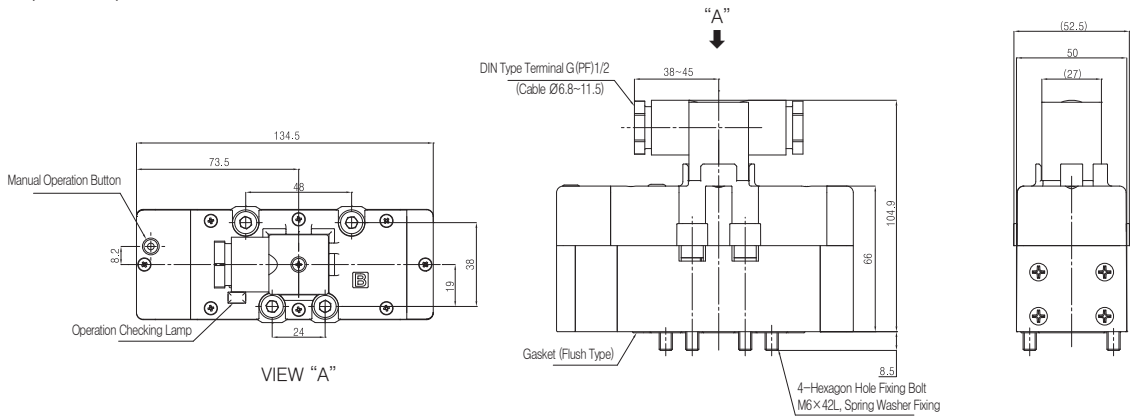 134.5
73.5
48
Manual Operation Button
8.2
38
19
B
Operation Checking Lamp
24
VIEW “A”
“A”
DIN Type Terminal G(PF)1/2
(Cable Ø6.8~11.5)
38~45
104.9
66
Gasket (Flush Type)
8.5
4-Hexagon Hole Fixing Bolt
M6×42L, Spring Washer Fixing
(52.5)
50
(27)